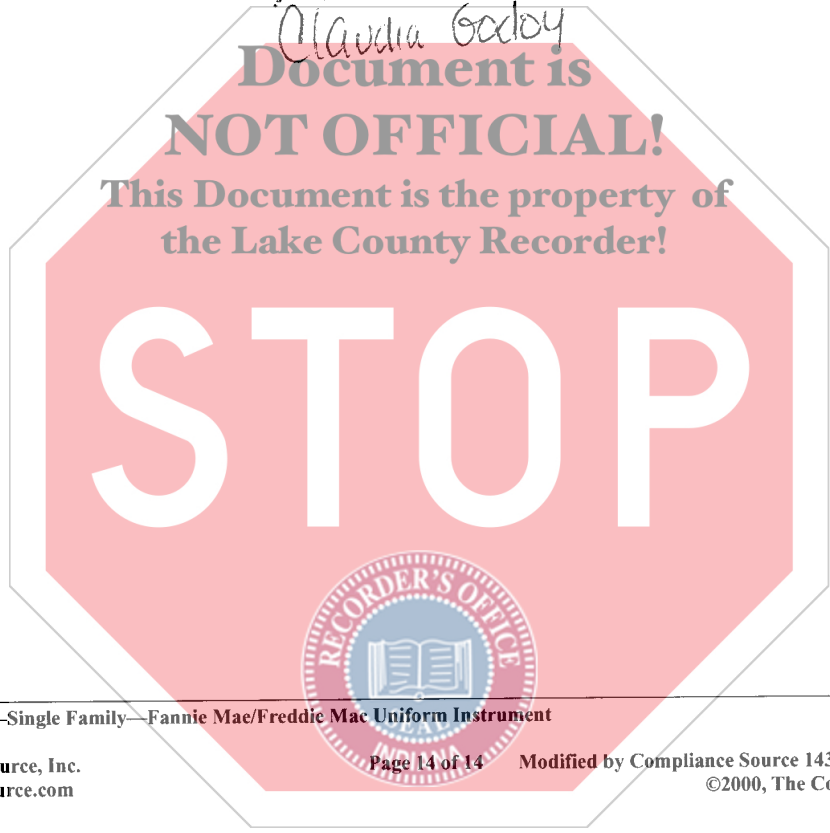 Claudia Godoy
Document is
NOT OFFICIAL!
This Document is the property of
the Lake County Recorder!
STOP
RECORDER'S OFFICE
SEAL
INDIANA
–Single Family—Fannie Mae/Freddie Mac Uniform Instrument
urce, Inc. Page 14 of 14 Modified by Compliance Source 143
urce.com ©2000, The Co